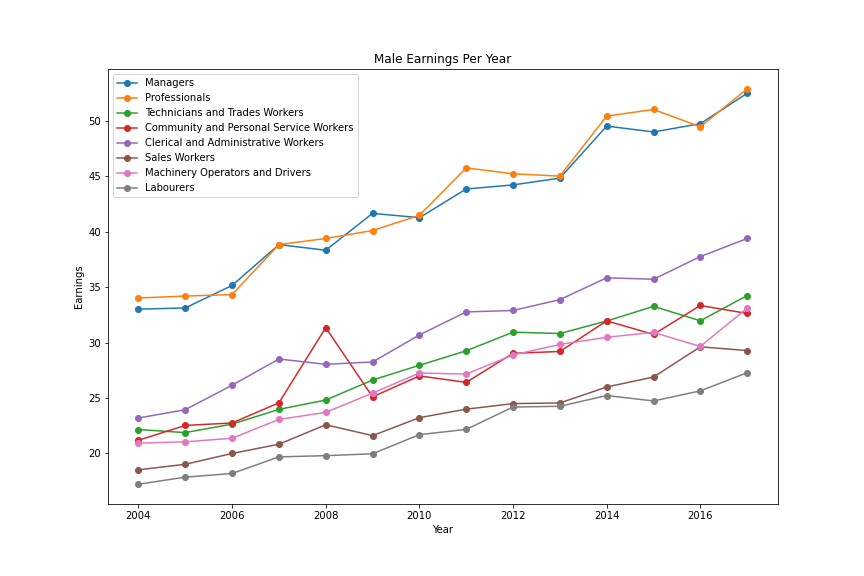 Male Earnings Per Year
Managers
Professionals
Technicians and Trades Workers
Community and Personal Service Workers
Clerical and Administrative Workers
Sales Workers
Machinery Operators and Drivers
Labourers
Earnings
50
45
40
35
30
25
20
2004 2006 2008 2010 2012 2014 2016
Year